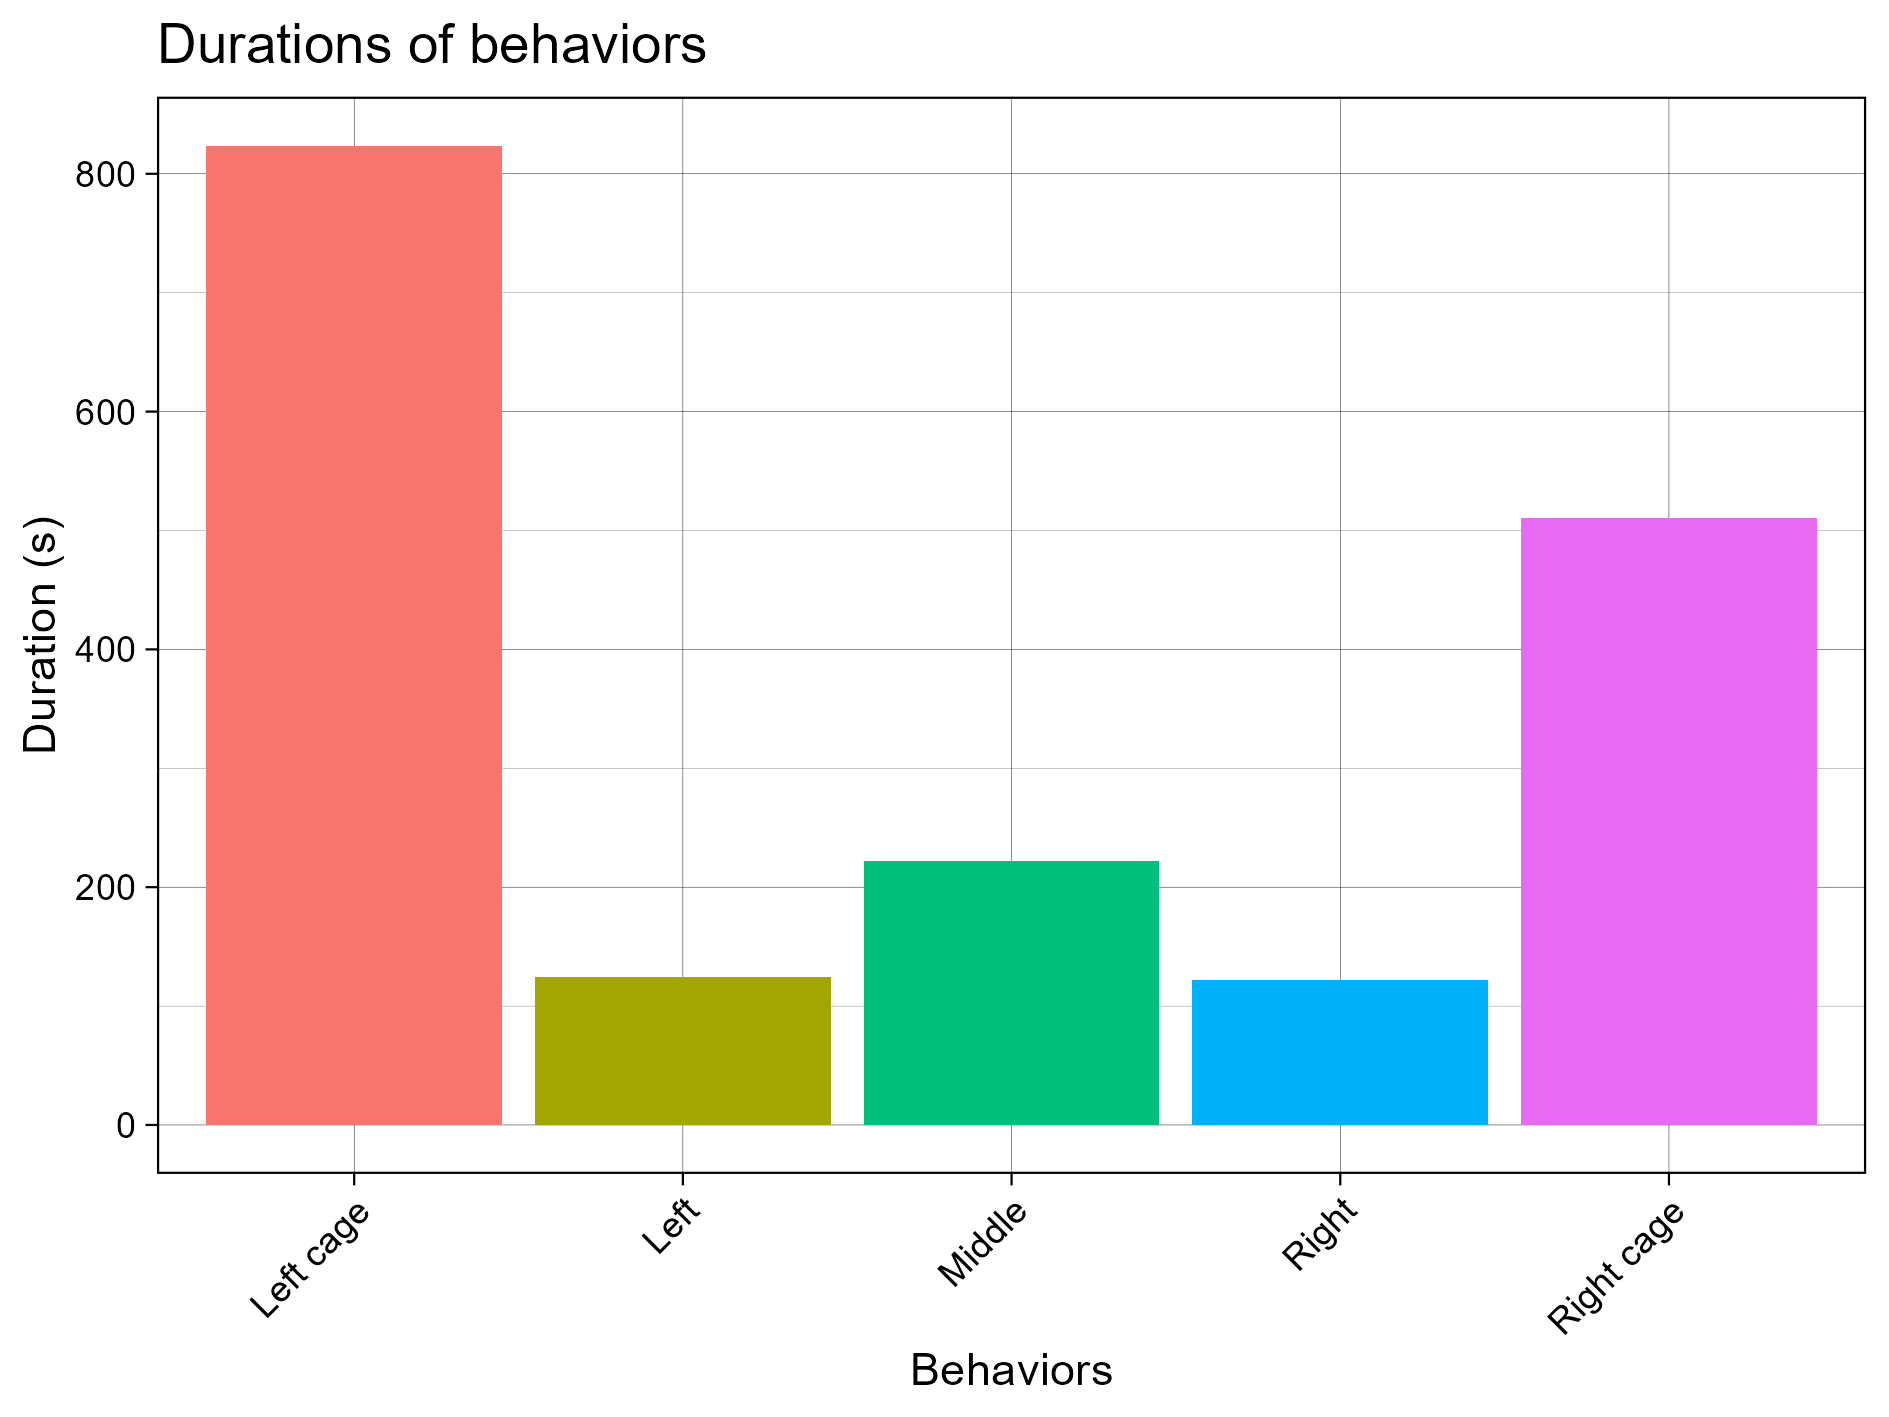 Durations of behaviors
Duration (s)
800
600
400
200
0
Left cage
Left
Middle
Right
Right cage
Behaviors